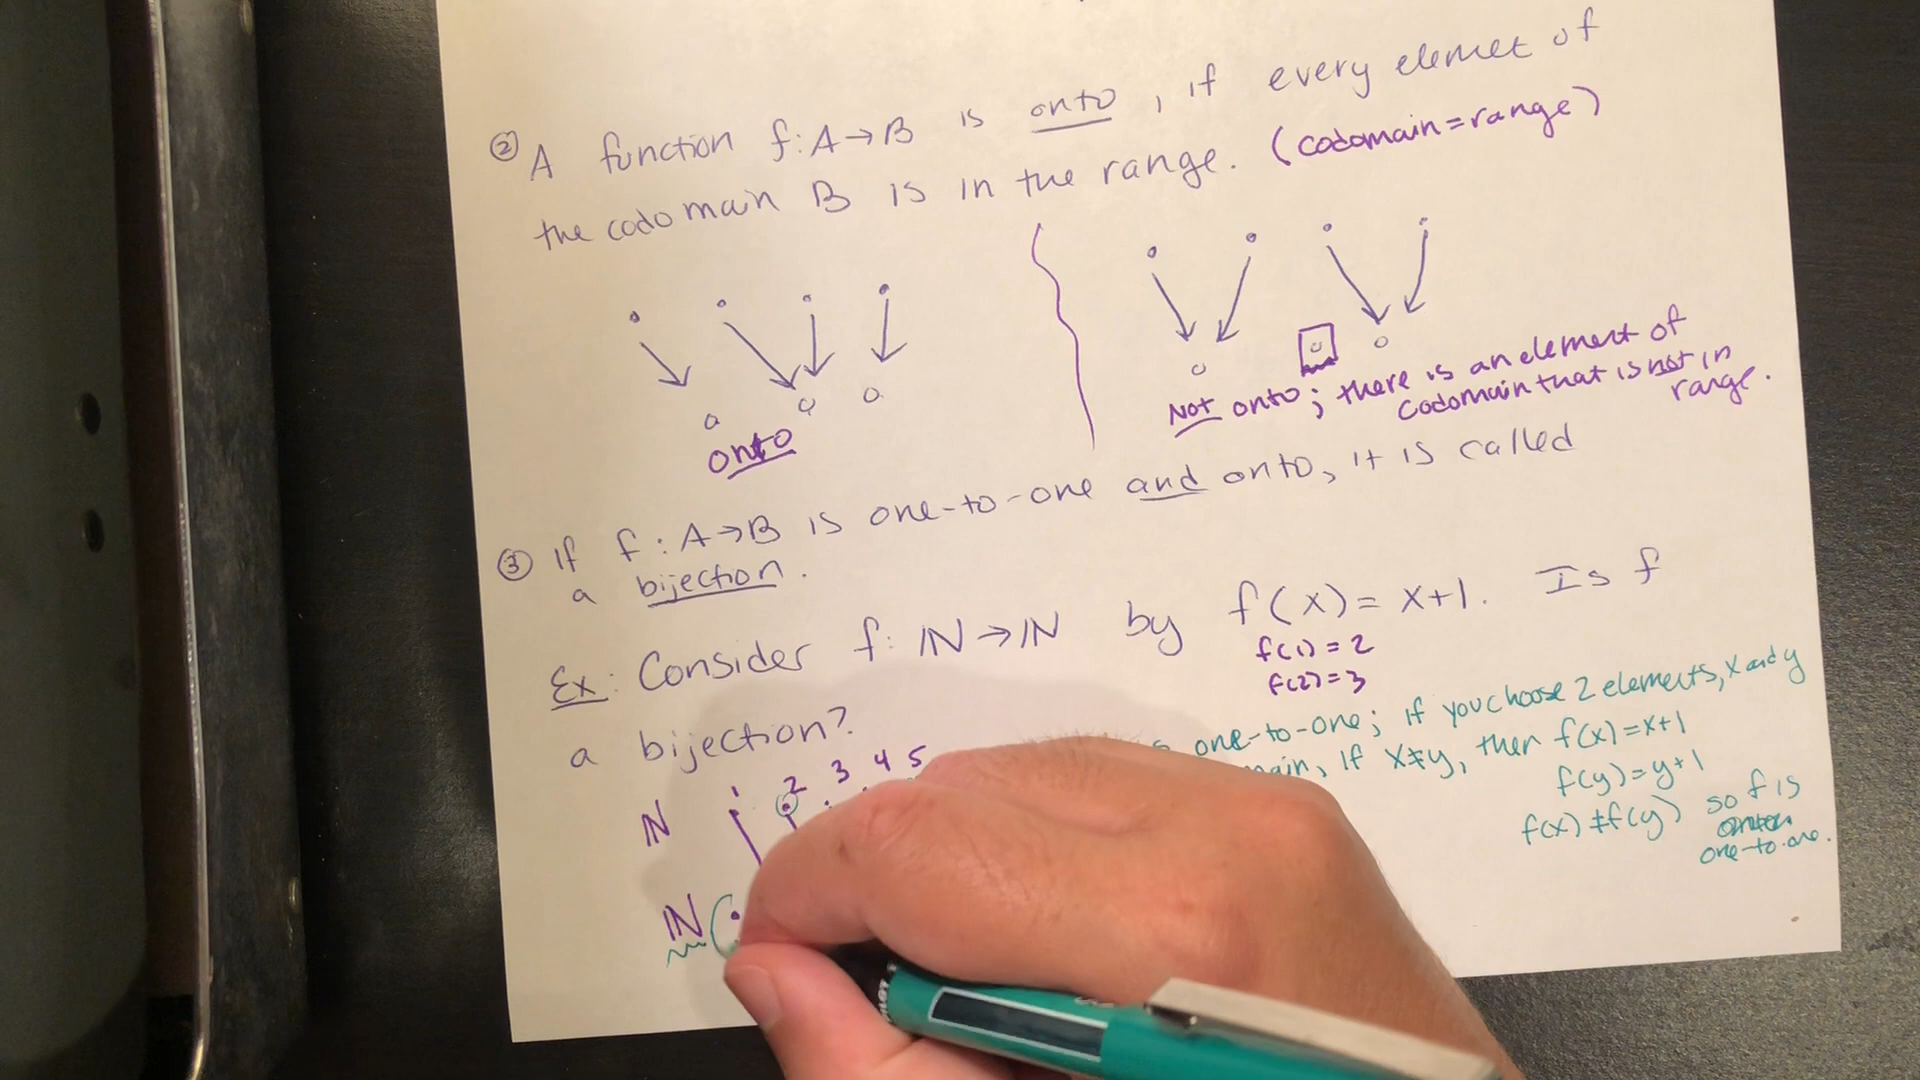 ② A function f: A→B is onto, if every elemet of
the codomain B is in the range. (codomain=range)
onto
Not onto; there is an element of
codomain that is not in
range.
③ If f: A→B is one-to-one and onto, it is called
a bijection.
Ex: Consider f: ℕ→ℕ by f(x)= x+1. Is f
f(1)=2
f(2)=3
a bijection?
one-to-one; if you choose 2 elements, x and y
main, if x≠y, then f(x)=x+1
f(y)=y+1
f(x)≠f(y) so f is
one-to-one.
1 2 3 4 5
ℕ
ℕ